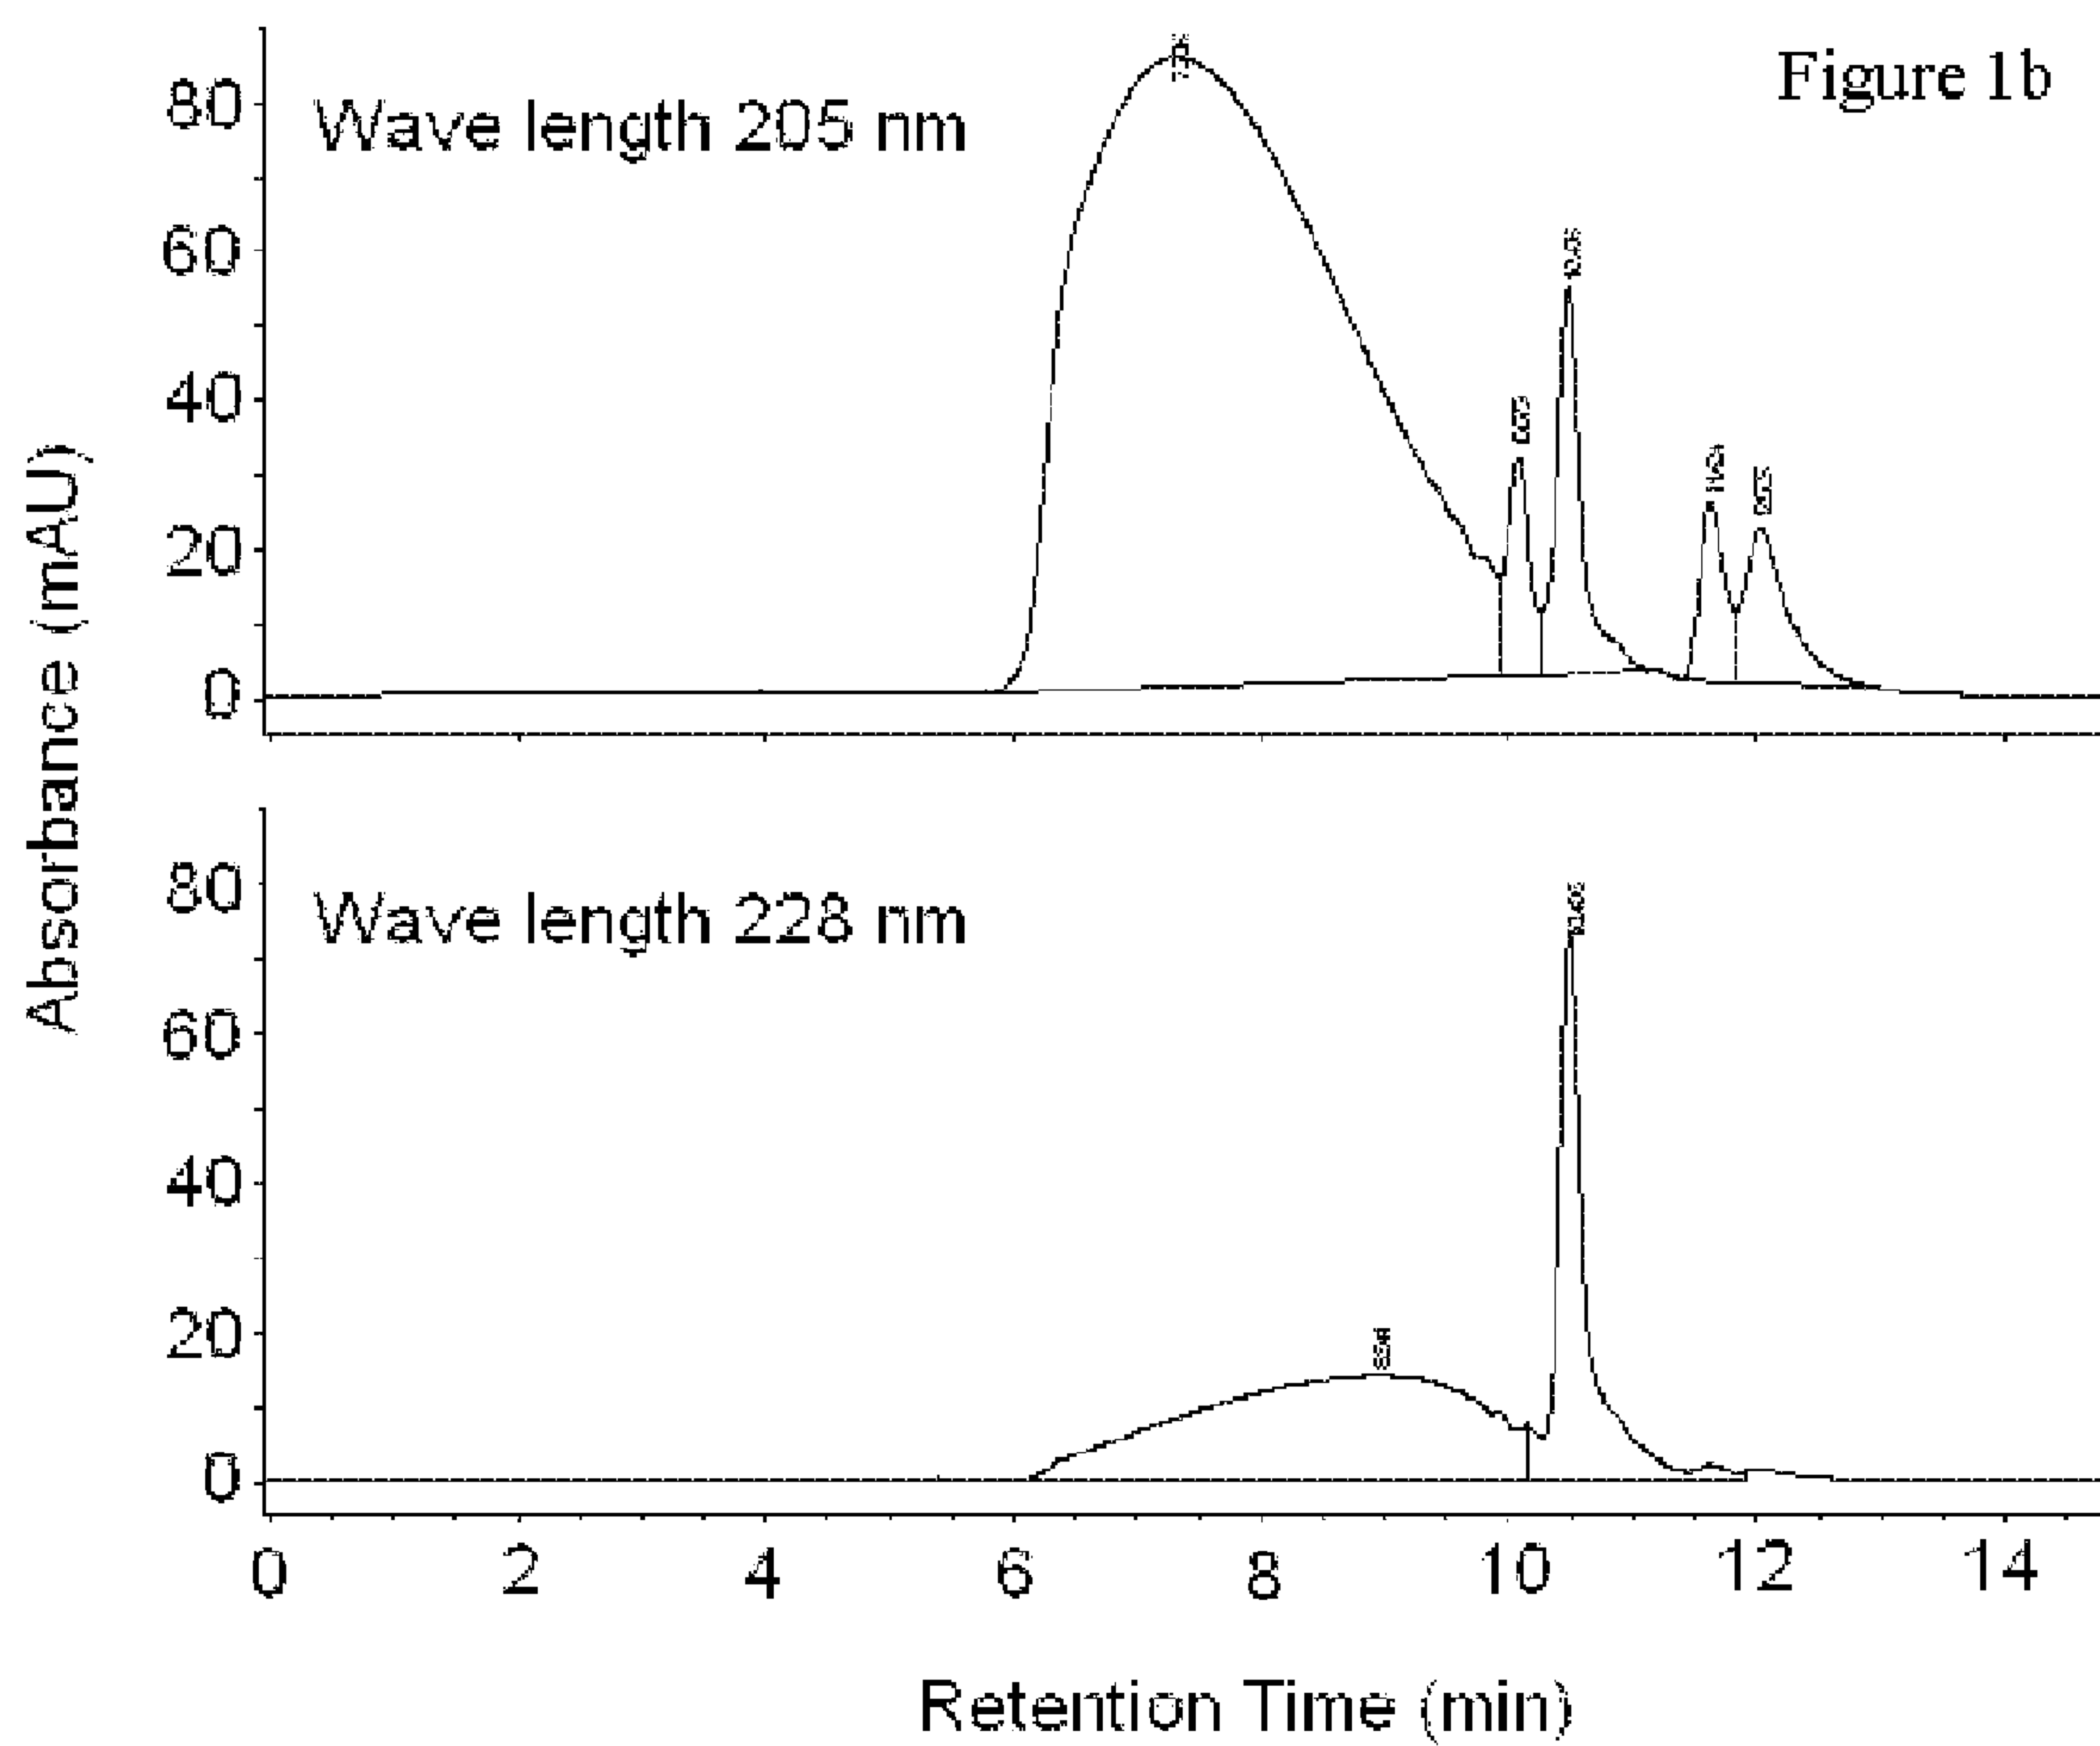 Figure 1b
Wave length 205 nm
80
60
40
20
0
Absorbance (mAU)
Wave length 228 nm
80
60
40
20
0
0 2 4 6 8 10 12 14
Retention Time (min)